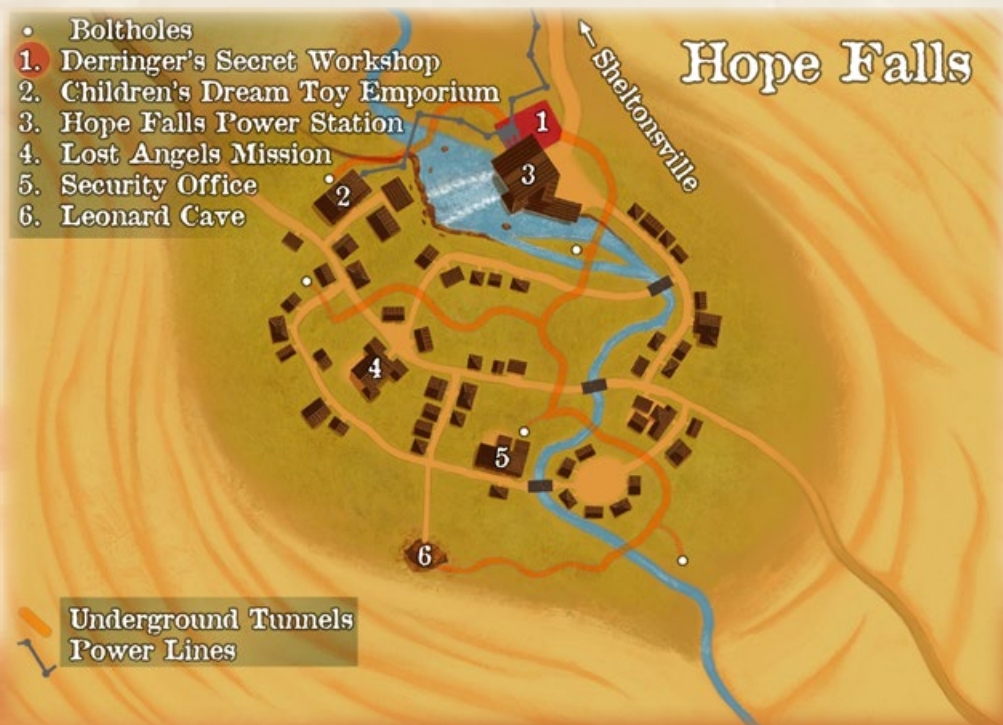 Boltholes
1. Derringer's Secret Workshop
2. Children's Dream Toy Emporium
3. Hope Falls Power Station
4. Lost Angels Mission
5. Security Office
6. Leonard Cave
Hope Falls
← Sheltonsville
1
2
3
4
5
6
Underground Tunnels
Power Lines